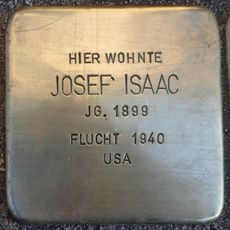 HIER WOHNTE
JOSEF ISAAC
JG. 1899
FLUCHT 1940
USA